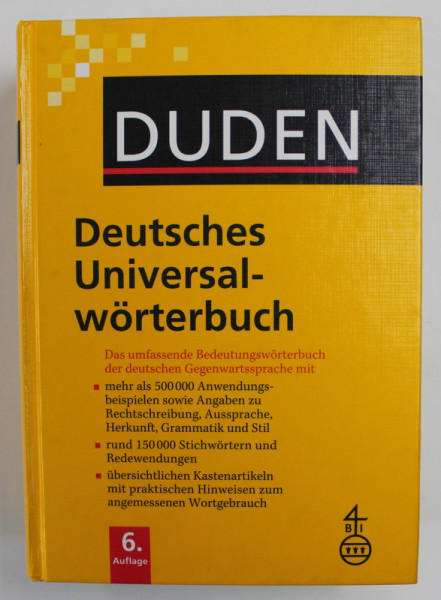 DUDEN
Deutsches
Universal-
wörterbuch
Das umfassende Bedeutungswörterbuch
der deutschen Gegenwartssprache mit
mehr als 500 000 Anwendungs-
beispielen sowie Angaben zu
Rechtschreibung, Aussprache,
Herkunft, Grammatik und Stil
rund 150 000 Stichwörtern und
Redewendungen
übersichtlichen Kastenartikeln
mit praktischen Hinweisen zum
angemessenen Wortgebrauch
6.
Auflage
B I